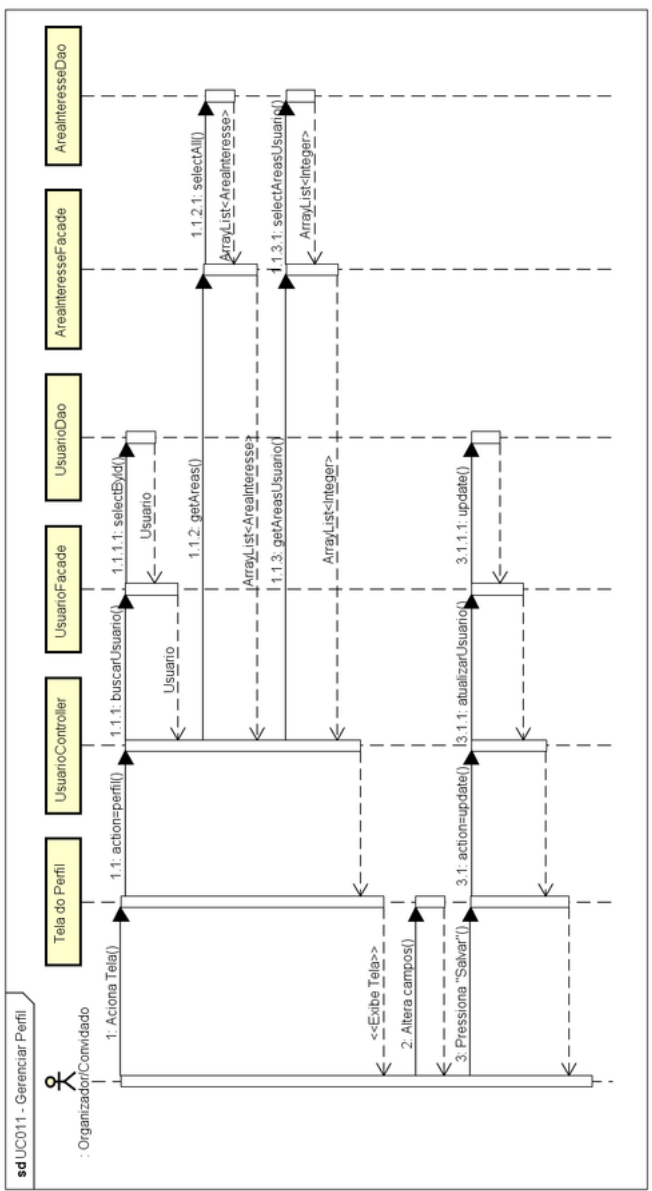 sd UC011 - Gerenciar Perfil
: Organizador/Convidado
Tela do Perfil
UsuarioController
UsuarioFacade
UsuarioDao
AreaInteresseFacade
AreaInteresseDao
1: Aciona Tela()
1.1: action=perfil()
1.1.1: buscarUsuario()
1.1.1.1: selectById()
Usuario
Usuario
1.1.2: getAreas()
1.1.2.1: selectAll()
ArrayList<AreaInteresse>
ArrayList<AreaInteresse>
1.1.3: getAreasUsuario()
1.1.3.1: selectAreasUsuario()
ArrayList<Integer>
ArrayList<Integer>
<<Exibe Tela>>
2: Altera campos()
3: Pressiona "Salvar"()
3.1: action=update()
3.1.1: atualizarUsuario()
3.1.1.1: update()